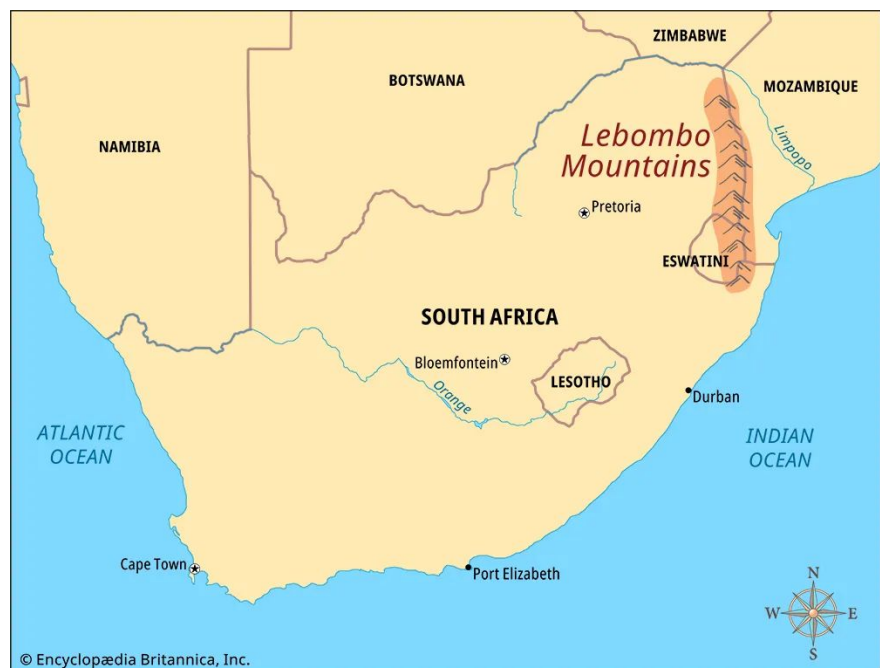 ZIMBABWE
BOTSWANA
MOZAMBIQUE
NAMIBIA
Lebombo
Mountains
Limpopo
Pretoria
ESWATINI
SOUTH AFRICA
Bloemfontein
LESOTHO
Orange
Durban
ATLANTIC
OCEAN
INDIAN
OCEAN
Cape Town
Port Elizabeth
N
W
E
S
© Encyclopædia Britannica, Inc.